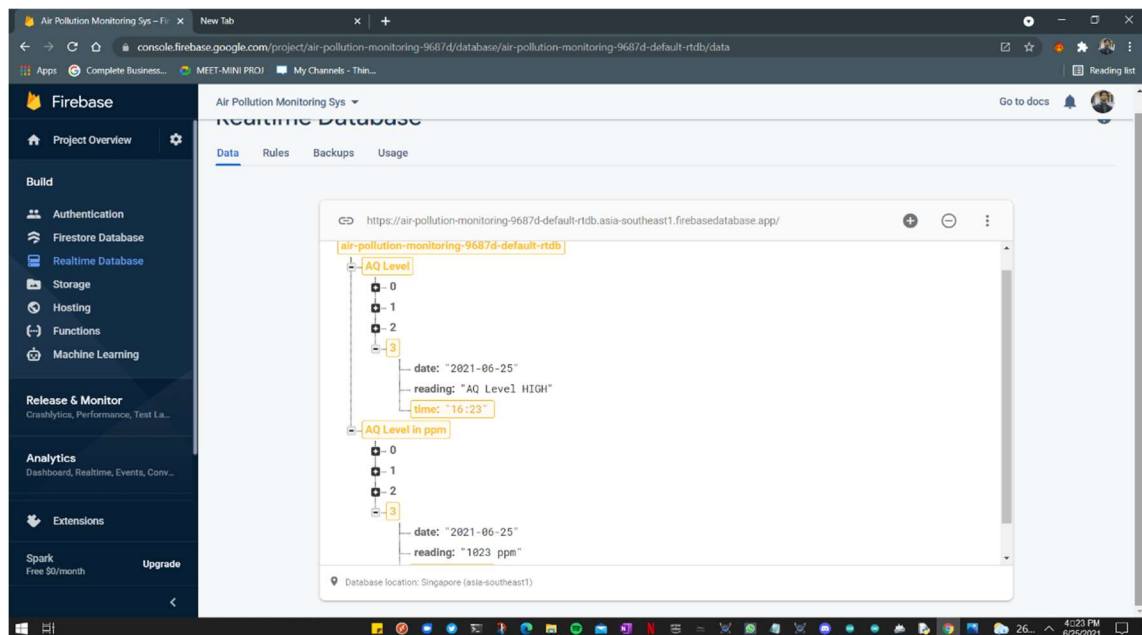 Air Pollution Monitoring Sys – Fir
New Tab
console.firebase.google.com/project/air-pollution-monitoring-9687d/database/air-pollution-monitoring-9687d-default-rtdb/data
Apps Complete Business... MEET-MINI PROJ My Channels - Thin... Reading list
Firebase
Air Pollution Monitoring Sys
Go to docs
Realtime Database
Project Overview
Data Rules Backups Usage
Build
Authentication
Firestore Database
Realtime Database
Storage
Hosting
Functions
Machine Learning
Release & Monitor
Crashlytics, Performance, Test La...
Analytics
Dashboard, Realtime, Events, Conv...
Extensions
Spark
Free $0/month
Upgrade
https://air-pollution-monitoring-9687d-default-rtdb.asia-southeast1.firebasedatabase.app/
air-pollution-monitoring-9687d-default-rtdb
AQ Level
0
1
2
3
date: "2021-06-25"
reading: "AQ Level HIGH"
time: "16:23"
AQ Level in ppm
0
1
2
3
date: "2021-06-25"
reading: "1023 ppm"
Database location: Singapore (asia-southeast1)
26...
4:23 PM
6/25/2021